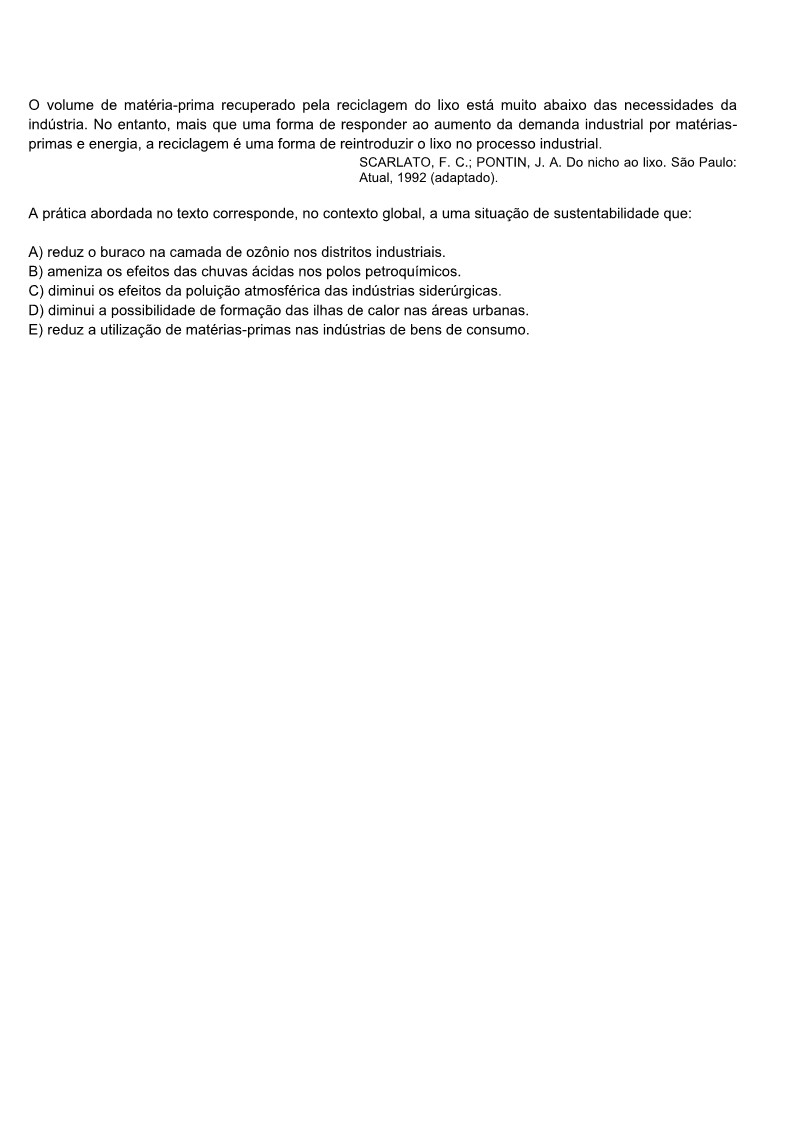 O volume de matéria-prima recuperado pela reciclagem do lixo está muito abaixo das necessidades da
indústria. No entanto, mais que uma forma de responder ao aumento da demanda industrial por matérias-
primas e energia, a reciclagem é uma forma de reintroduzir o lixo no processo industrial.
SCARLATO, F. C.; PONTIN, J. A. Do nicho ao lixo. São Paulo:
Atual, 1992 (adaptado).
A prática abordada no texto corresponde, no contexto global, a uma situação de sustentabilidade que:
A) reduz o buraco na camada de ozônio nos distritos industriais.
B) ameniza os efeitos das chuvas ácidas nos polos petroquímicos.
C) diminui os efeitos da poluição atmosférica das indústrias siderúrgicas.
D) diminui a possibilidade de formação das ilhas de calor nas áreas urbanas.
E) reduz a utilização de matérias-primas nas indústrias de bens de consumo.